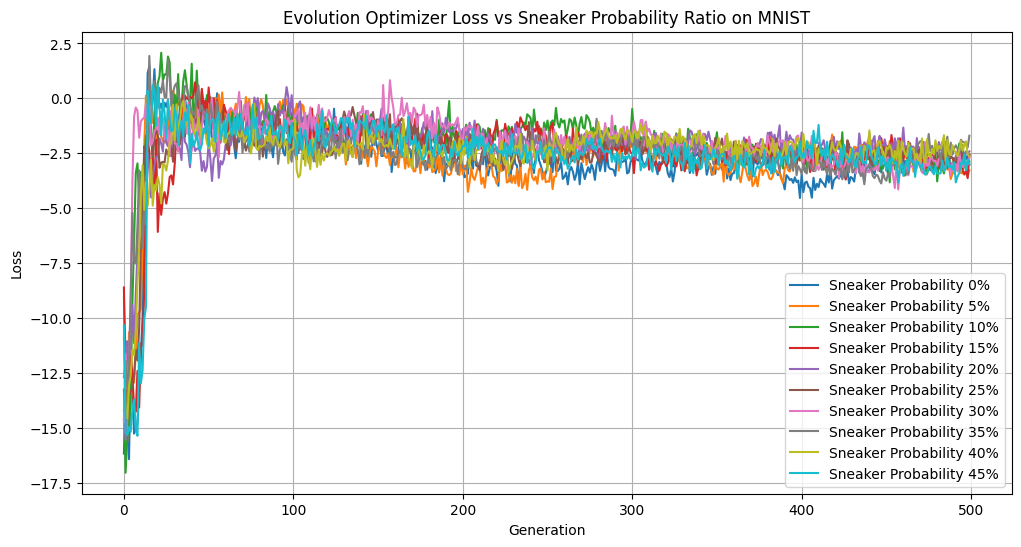 Evolution Optimizer Loss vs Sneaker Probability Ratio on MNIST
2.5
0.0
−2.5
−5.0
−7.5
−10.0
−12.5
−15.0
−17.5
Loss
Sneaker Probability 0%
Sneaker Probability 5%
Sneaker Probability 10%
Sneaker Probability 15%
Sneaker Probability 20%
Sneaker Probability 25%
Sneaker Probability 30%
Sneaker Probability 35%
Sneaker Probability 40%
Sneaker Probability 45%
0 100 200 300 400 500
Generation